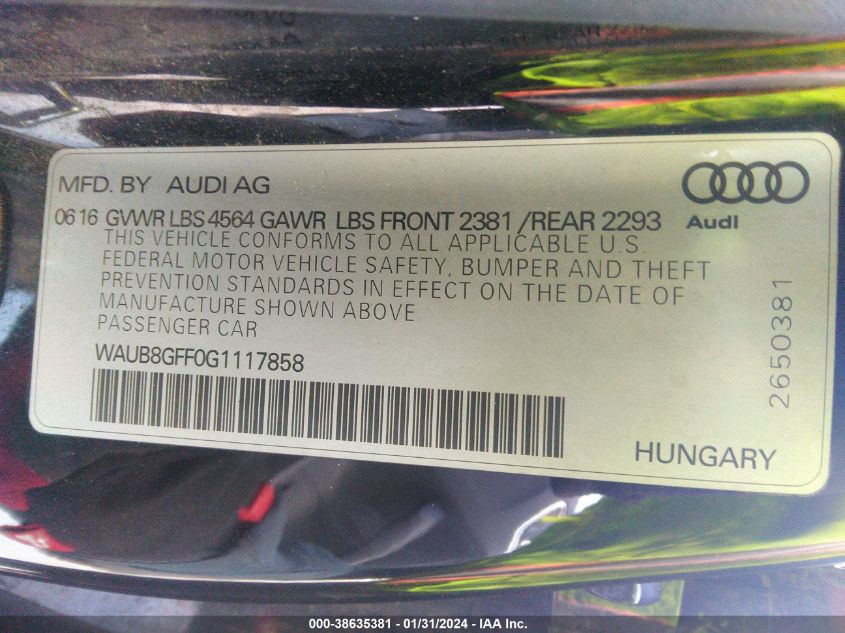 MFD. BY AUDI AG
Audi
06 16 GVWR LBS 4564 GAWR LBS FRONT 2381 /REAR 2293
THIS VEHICLE CONFORMS TO ALL APPLICABLE U.S.
FEDERAL MOTOR VEHICLE SAFETY, BUMPER AND THEFT
PREVENTION STANDARDS IN EFFECT ON THE DATE OF
MANUFACTURE SHOWN ABOVE
PASSENGER CAR
WAUB8GFF0G1117858
2650381
HUNGARY
000-38635381 - 01/31/2024 - IAA Inc.